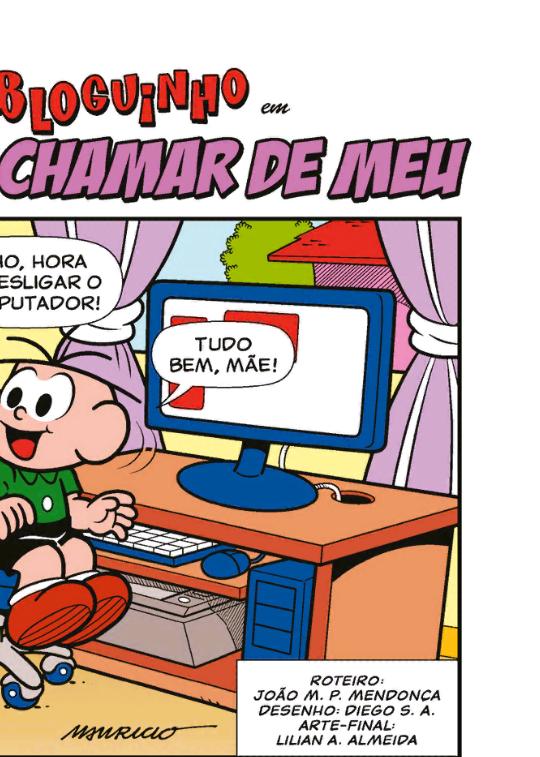 BLOGUINHO em
CHAMAR DE MEU
HO, HORA
ESLIGAR O
PUTADOR!
TUDO
BEM, MÃE!
ROTEIRO:
JOÃO M. P. MENDONÇA
DESENHO: DIEGO S. A.
ARTE-FINAL:
LILIAN A. ALMEIDA
MAURICIO